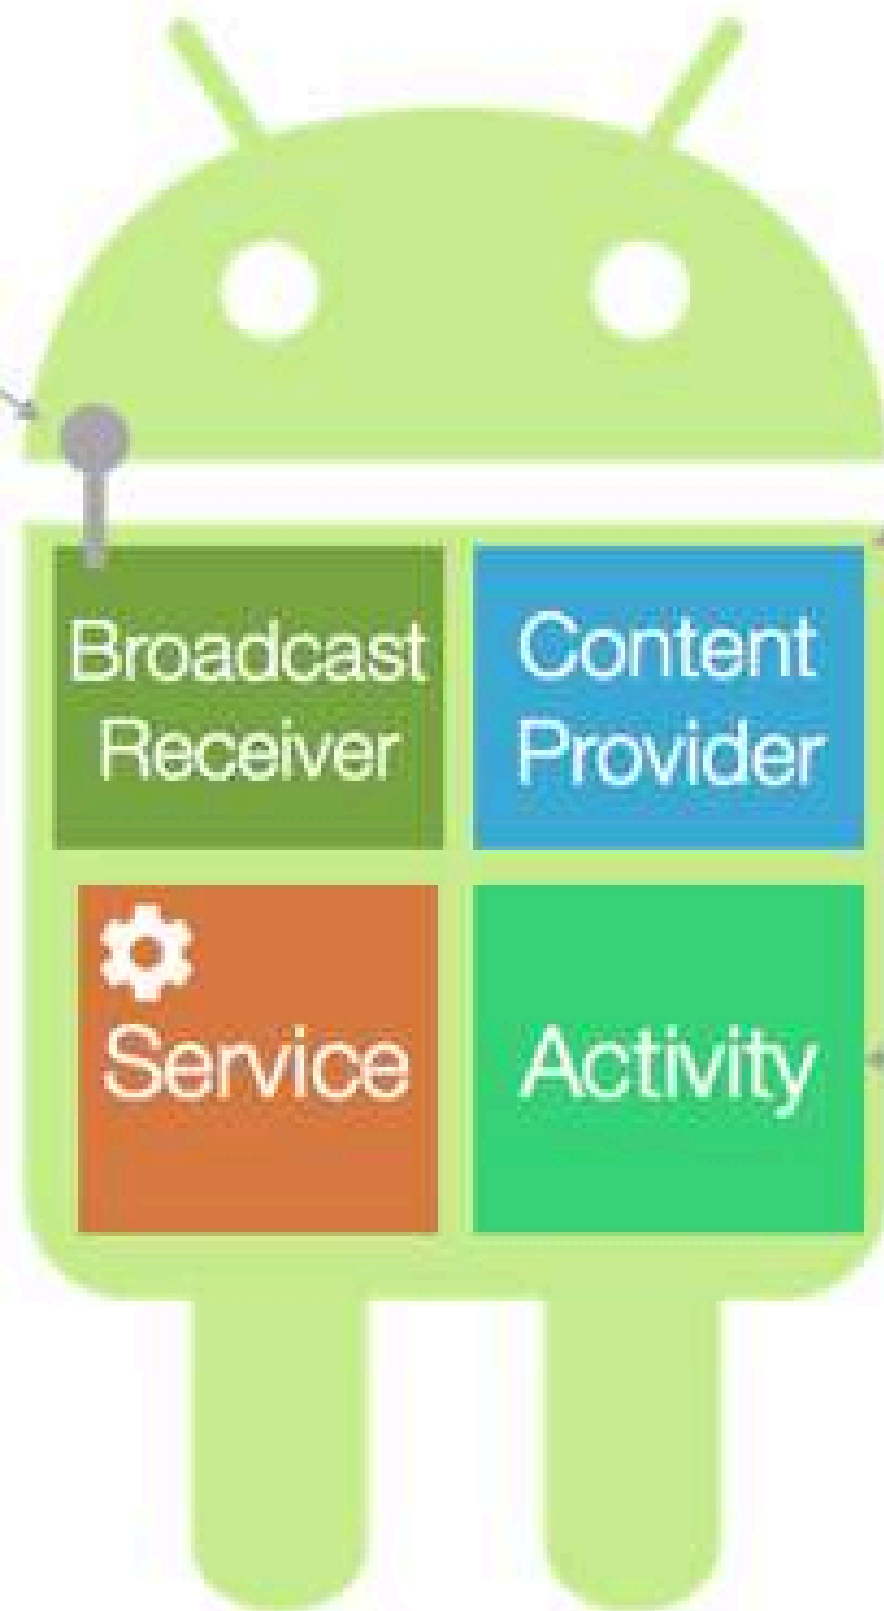 Broadcast
Receiver
Content
Provider
Service
Activity